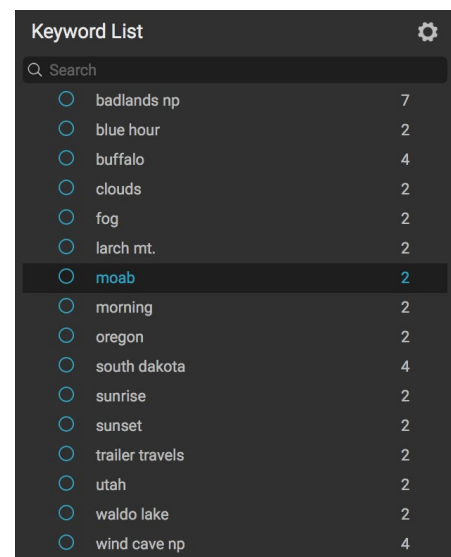 Keyword List
Search
badlands np 7
blue hour 2
buffalo 4
clouds 2
fog 2
larch mt. 2
moab 2
morning 2
oregon 2
south dakota 4
sunrise 2
sunset 2
trailer travels 2
utah 2
waldo lake 2
wind cave np 4